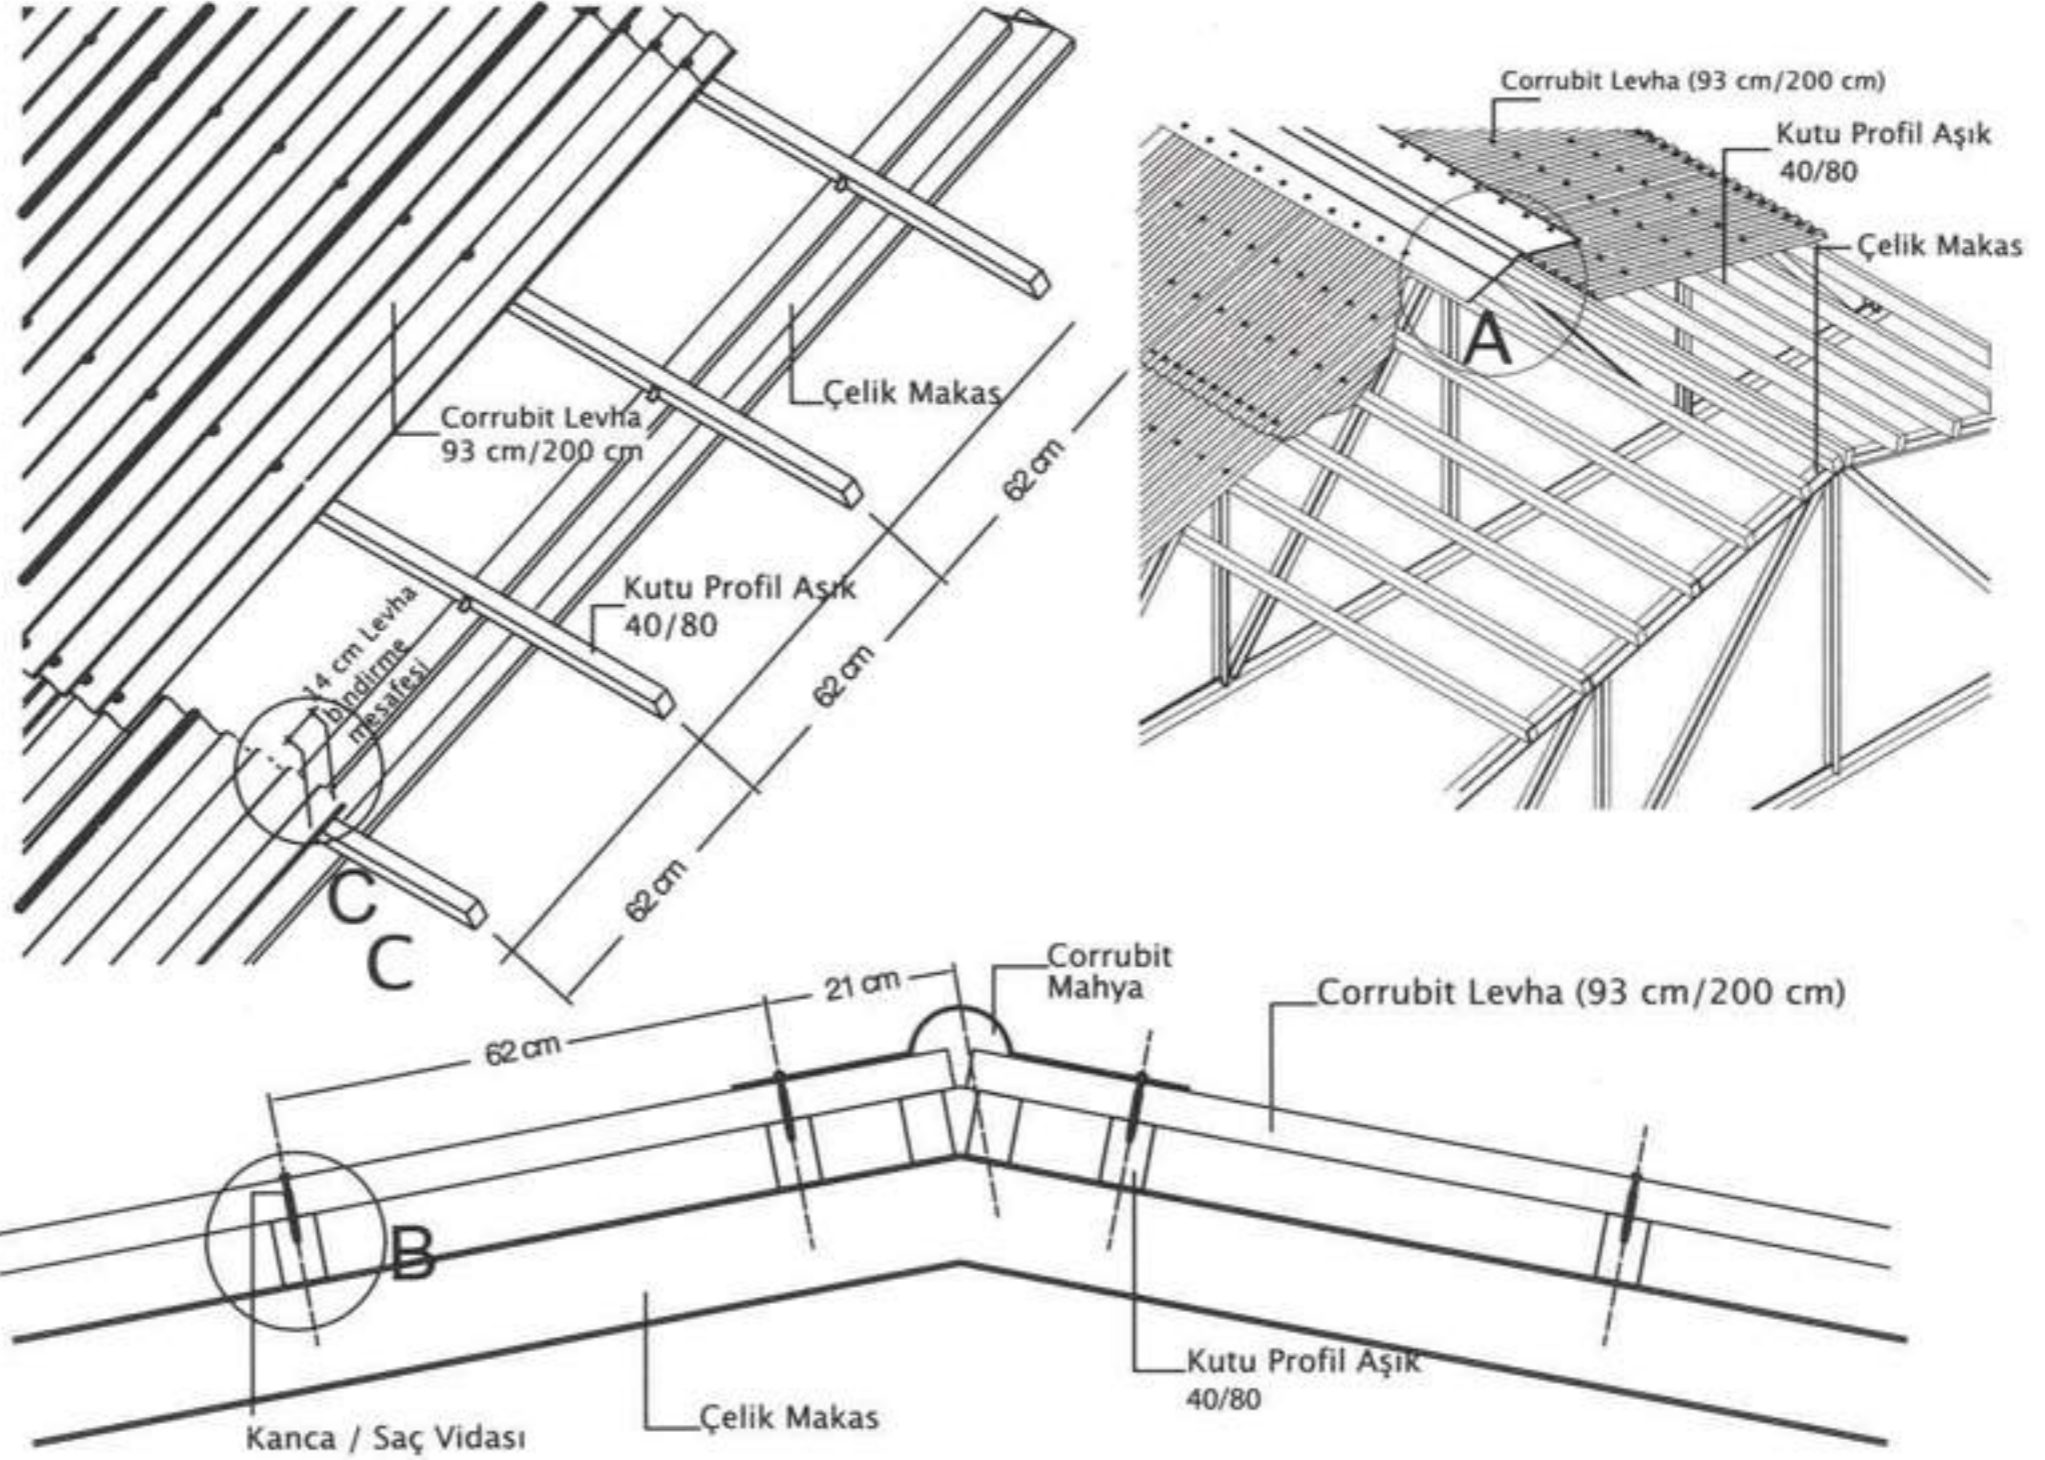 Corrubit Levha
93 cm/200 cm
Çelik Makas
Kutu Profil Aşık
40/80
14 cm Levha
bindirme
mesafesi
62 cm
62 cm
62 cm
C
C
Corrubit Levha (93 cm/200 cm)
Kutu Profil Aşık
40/80
Çelik Makas
A
21 cm
62 cm
Corrubit
Mahya
Corrubit Levha (93 cm/200 cm)
B
Kutu Profil Aşık
40/80
Çelik Makas
Kanca / Saç Vidası